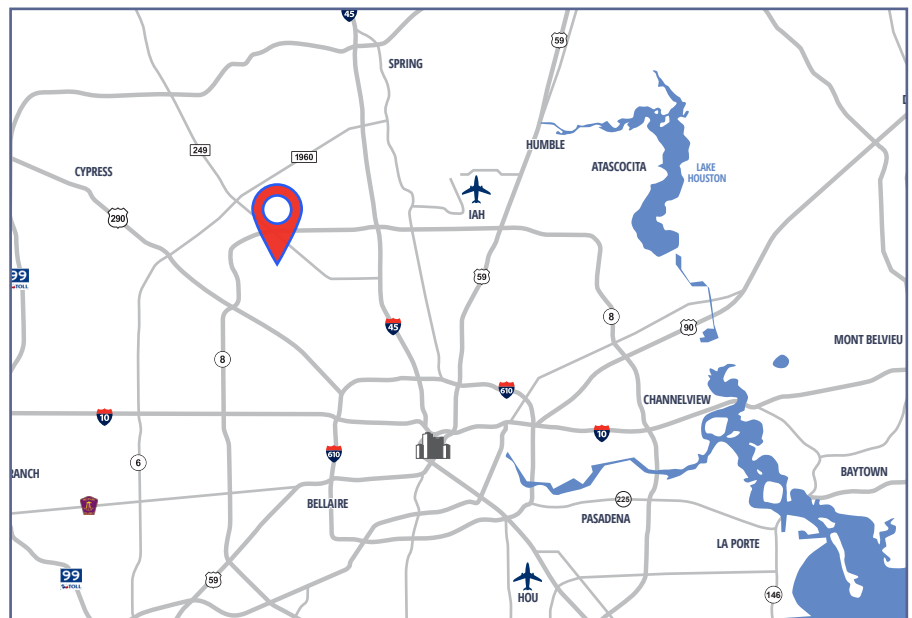 45
59
SPRING
HUMBLE
249
1960
ATASCOCITA
LAKE
HOUSTON
CYPRESS
IAH
290
99
TOLL
59
8
45
90
MONT BELVIEU
8
610
CHANNELVIEW
10
10
610
6
RANCH
BAYTOWN
BELLAIRE
225
PASADENA
LA PORTE
99
TOLL
59
HOU
146